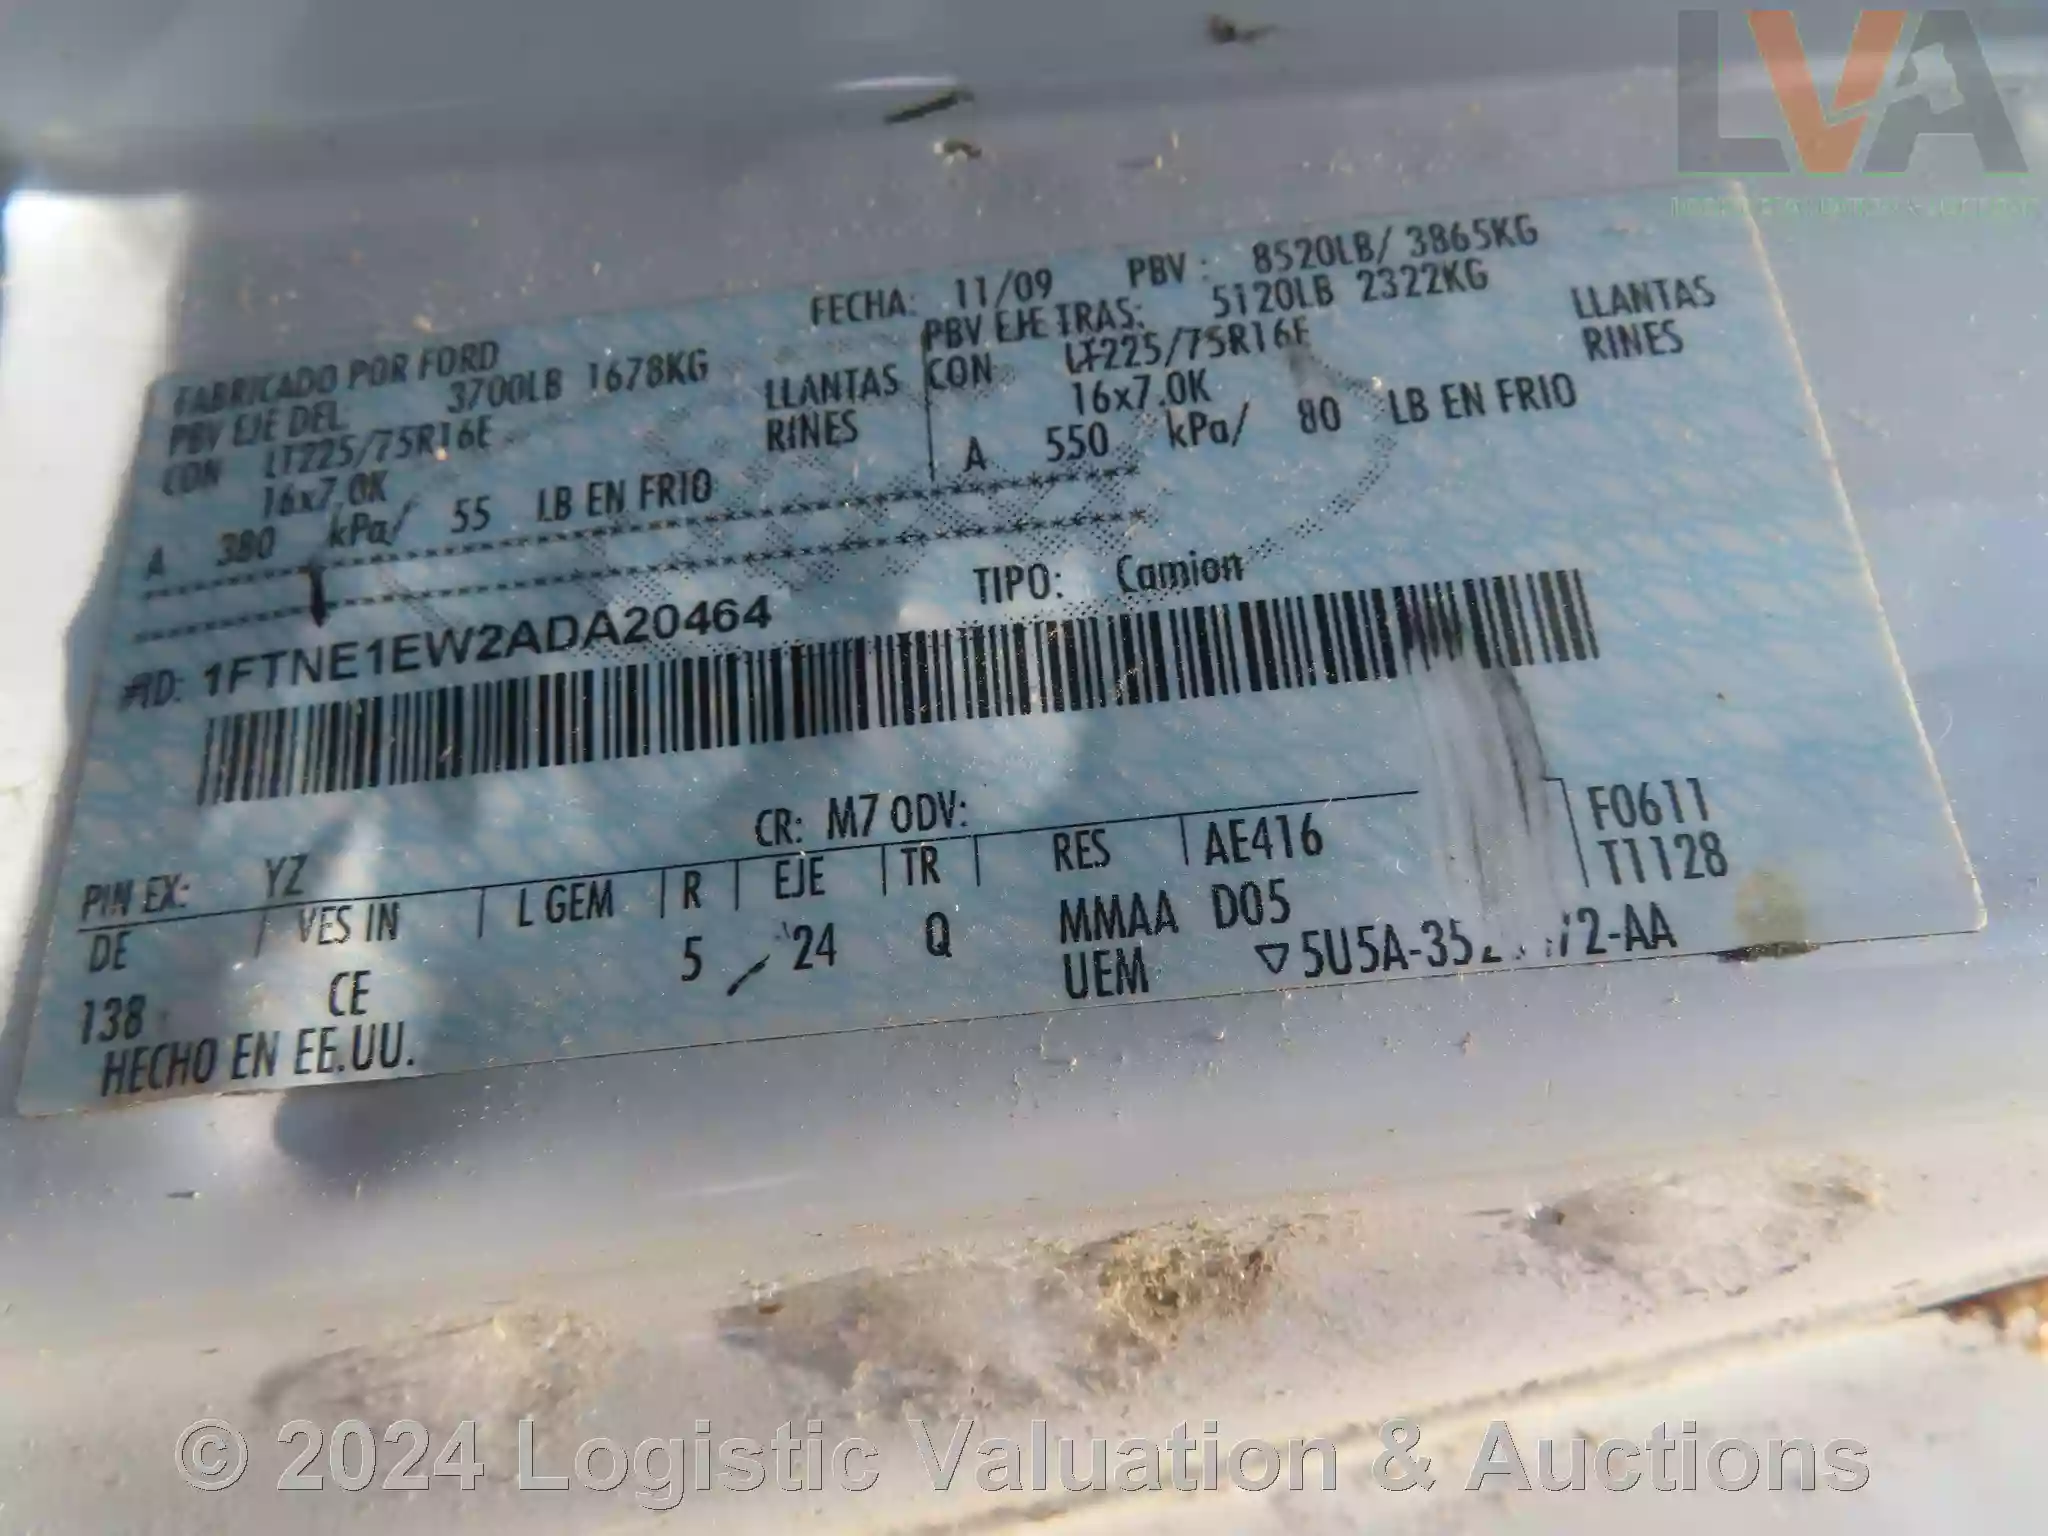 LVA
FECHA: 11/09 PBV: 8520LB/ 3865KG
FABRICADO POR FORD PBV EJE TRAS: 5120LB 2322KG
PBV EJE DEL 3700LB 1678KG LLANTAS CON LT225/75R16E LLANTAS
CON LT225/75R16E RINES 16x7.0K RINES
16x7.0K A 550 kPa/ 80 LB EN FRIO
A 380 kPa/ 55 LB EN FRIO
#ID: 1FTNE1EW2ADA20464 TIPO: Camion
CR: M7 ODV:
PIN EX: YZ F0611
DE VES IN L GEM R EJE TR RES AE416 T1128
138 CE 5 24 Q MMAA D05
HECHO EN EE.UU. UEM ▽5U5A-35 2-AA
© 2024 Logistic Valuation & Auctions